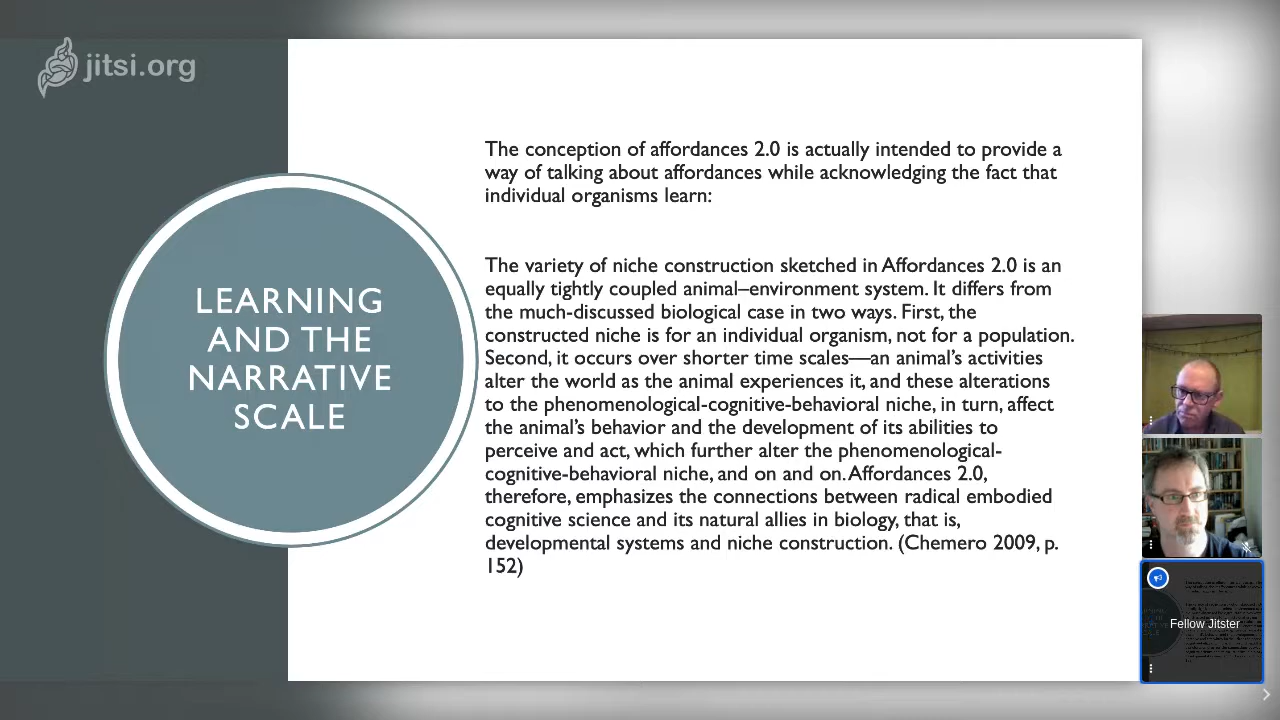 jitsi.org
LEARNING
AND THE
NARRATIVE
SCALE
The conception of affordances 2.0 is actually intended to provide a
way of talking about affordances while acknowledging the fact that
individual organisms learn:
The variety of niche construction sketched in Affordances 2.0 is an
equally tightly coupled animal–environment system. It differs from
the much-discussed biological case in two ways. First, the
constructed niche is for an individual organism, not for a population.
Second, it occurs over shorter time scales—an animal’s activities
alter the world as the animal experiences it, and these alterations
to the phenomenological-cognitive-behavioral niche, in turn, affect
the animal’s behavior and the development of its abilities to
perceive and act, which further alter the phenomenological-
cognitive-behavioral niche, and on and on. Affordances 2.0,
therefore, emphasizes the connections between radical embodied
cognitive science and its natural allies in biology, that is,
developmental systems and niche construction. (Chemero 2009, p.
152)
Fellow Jitster